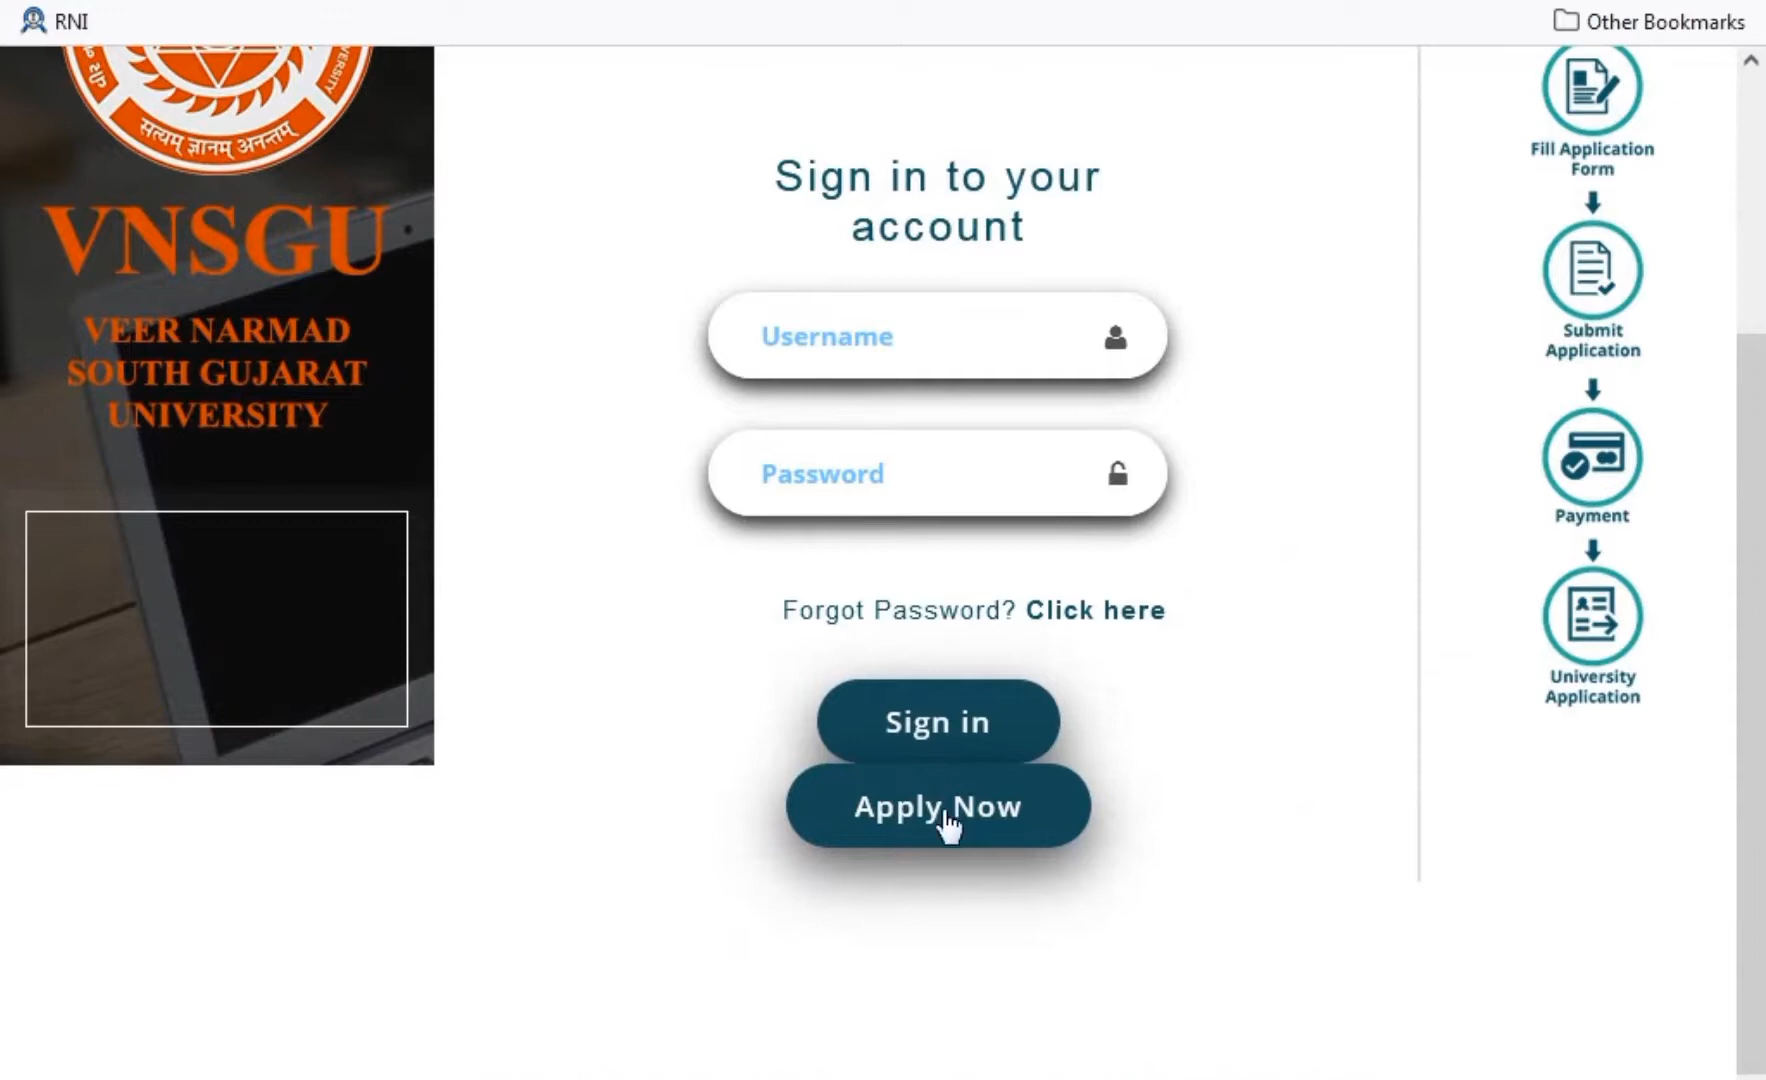 RNI
Other Bookmarks
सत्यम् ज्ञानम् अनन्तम्
VNSGU
VEER NARMAD
SOUTH GUJARAT
UNIVERSITY
Sign in to your
account
Username
Password
Forgot Password? Click here
Sign in
Apply Now
Fill Application
Form
Submit
Application
Payment
University
Application